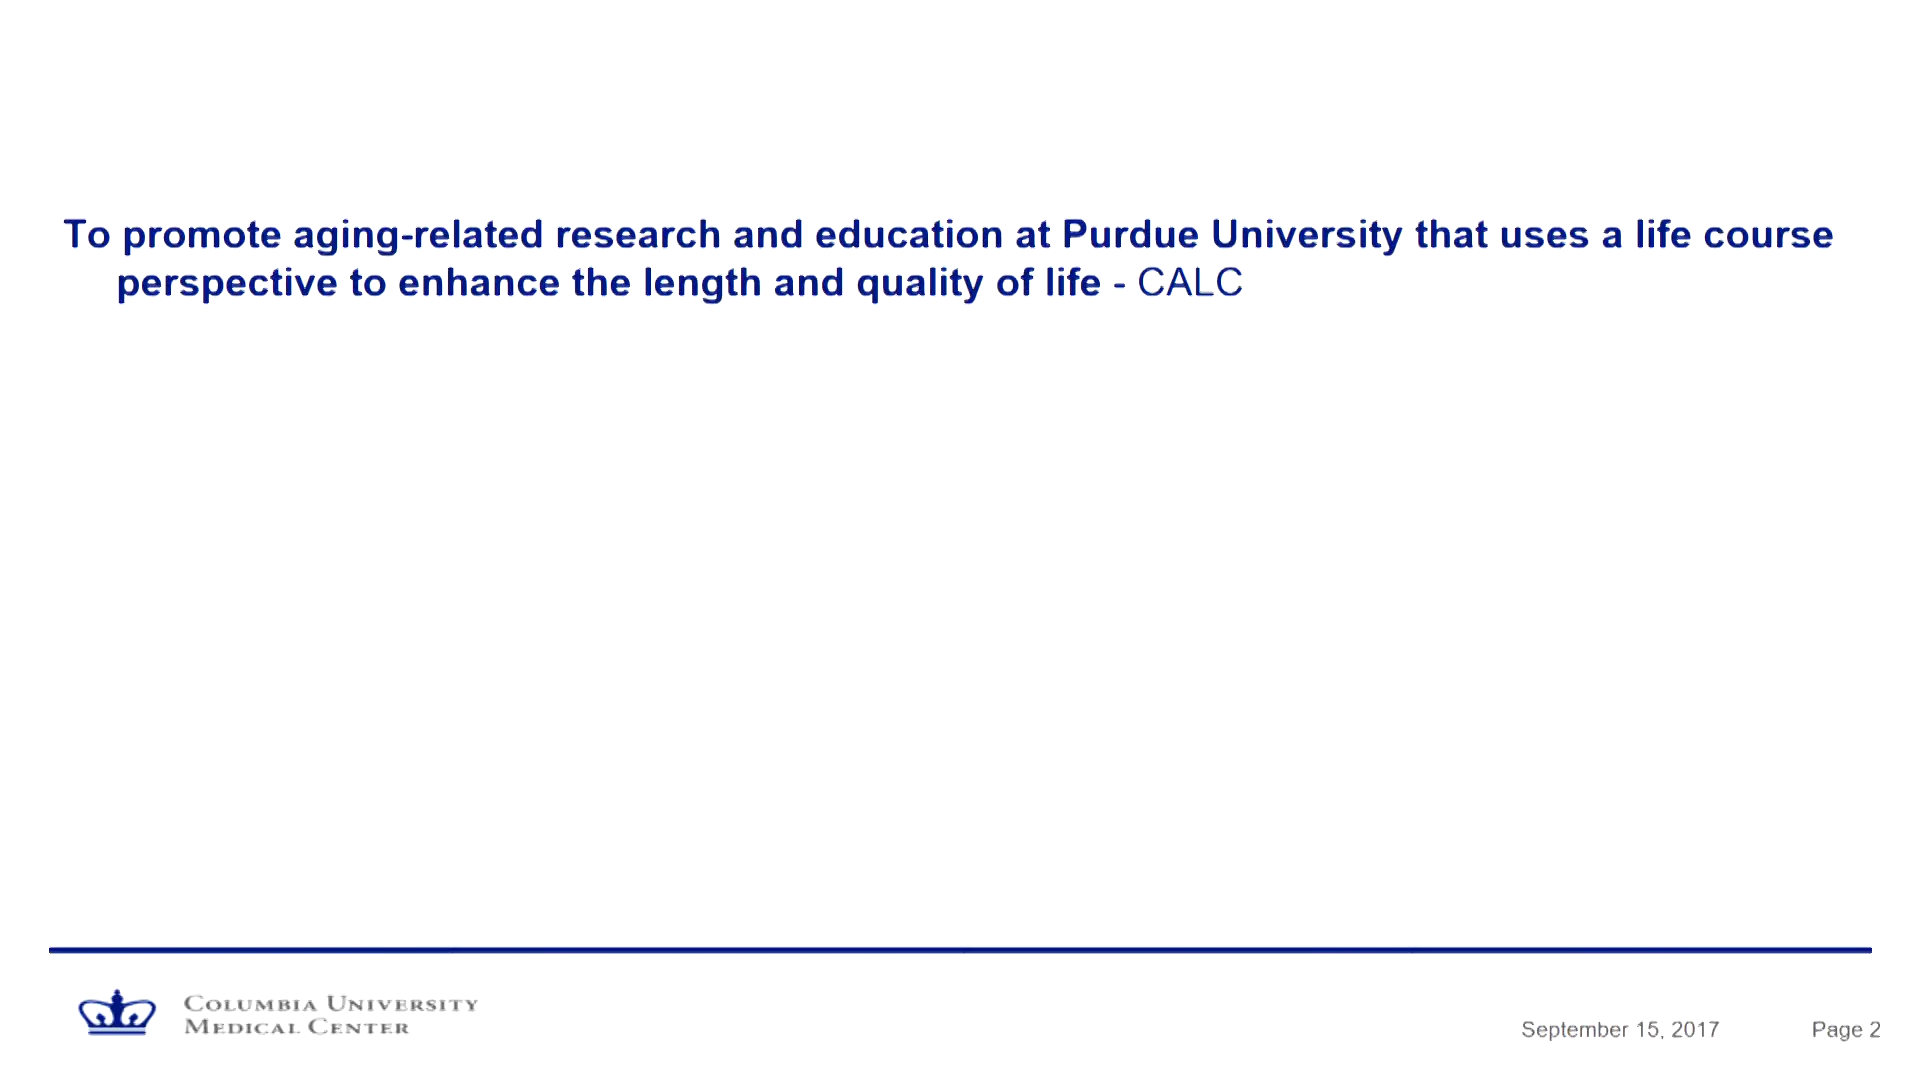 To promote aging-related research and education at Purdue University that uses a life course
perspective to enhance the length and quality of life - CALC
COLUMBIA UNIVERSITY
MEDICAL CENTER
September 15, 2017
Page 2